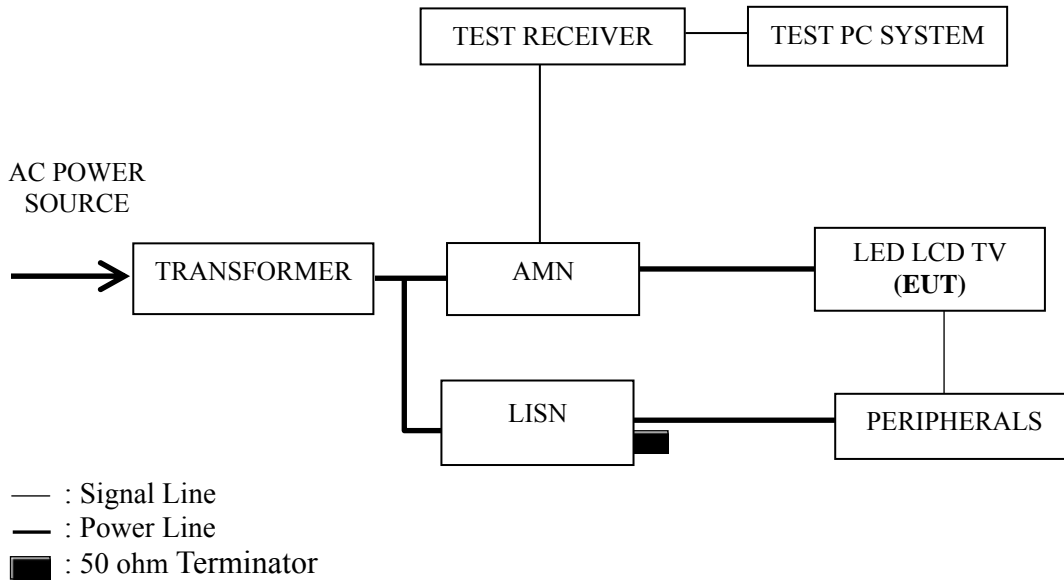 TEST RECEIVER
TEST PC SYSTEM
AC POWER
SOURCE
TRANSFORMER
AMN
LED LCD TV
(EUT)
LISN
PERIPHERALS
: Signal Line
: Power Line
: 50 ohm Terminator